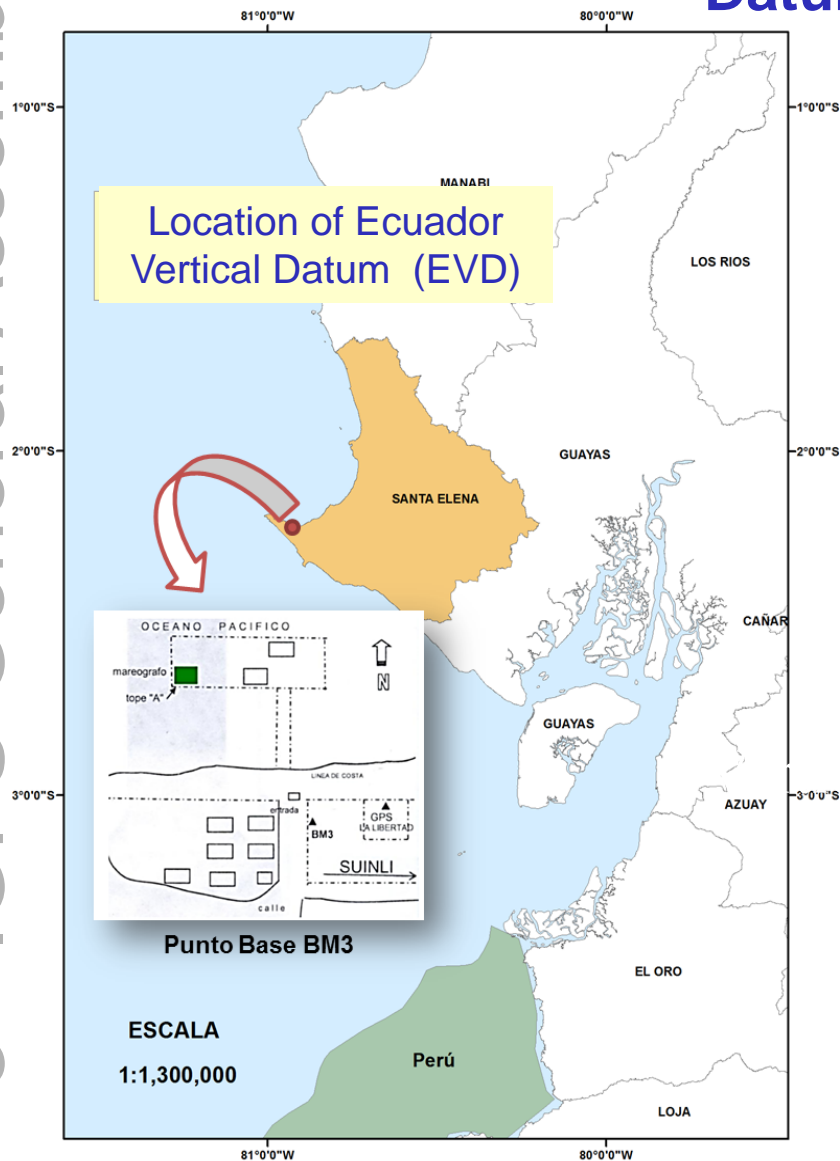 Datu
81°0'0"W
80°0'0"W
1°0'0"S
1°0'0"S
MANABI
Location of Ecuador
Vertical Datum (EVD)
LOS RIOS
2°0'0"S
2°0'0"S
GUAYAS
SANTA ELENA
CAÑAR
OCEANO PACIFICO
mareografo
tope "A"
N
GUAYAS
LINEA DE COSTA
3°0'0"S
3°0'0"S
AZUAY
entrada
GPS
LA LIBERTAD
BM3
SUINLI
calle
Punto Base BM3
EL ORO
ESCALA
1:1,300,000
Perú
LOJA
81°0'0"W
80°0'0"W